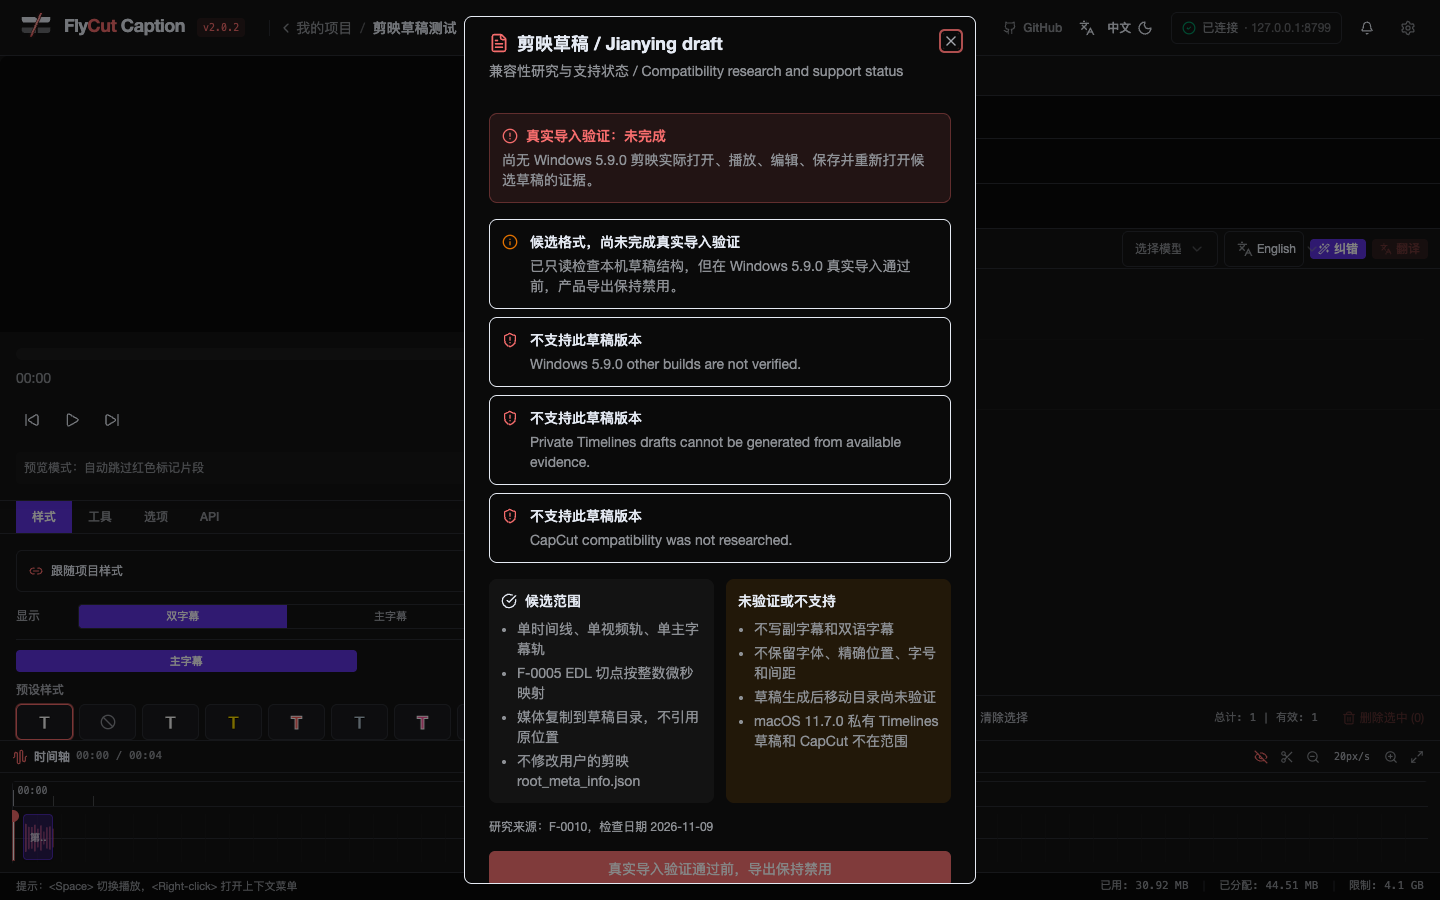 FlyCut Caption v2.0.2 我的项目 / 剪映草稿测试
GitHub 中文 已连接 · 127.0.0.1:8799
剪映草稿 / Jianying draft
兼容性研究与支持状态 / Compatibility research and support status
真实导入验证：未完成
尚无 Windows 5.9.0 剪映实际打开、播放、编辑、保存并重新打开候
选草稿的证据。
候选格式，尚未完成真实导入验证
已只读检查本机草稿结构，但在 Windows 5.9.0 真实导入通过
前，产品导出保持禁用。
不支持此草稿版本
Windows 5.9.0 other builds are not verified.
不支持此草稿版本
Private Timelines drafts cannot be generated from available
evidence.
不支持此草稿版本
CapCut compatibility was not researched.
候选范围
• 单时间线、单视频轨、单主字
幕轨
• F-0005 EDL 切点按整数微秒
映射
• 媒体复制到草稿目录，不引用
原位置
• 不修改用户的剪映
root_meta_info.json
未验证或不支持
• 不写副字幕和双语字幕
• 不保留字体、精确位置、字号
和间距
• 草稿生成后移动目录尚未验证
• macOS 11.7.0 私有 Timelines
草稿和 CapCut 不在范围
研究来源：F-0010，检查日期 2026-11-09
真实导入验证通过前，导出保持禁用
选择模型 English 纠错 翻译
00:00
预览模式：自动跳过红色标记片段
样式 工具 选项 API
跟随项目样式
显示 双字幕 主字幕
主字幕
预设样式
T T T T T T
清除选择 总计: 1 | 有效: 1 删除选中 (0)
时间轴 00:00 / 00:04 20px/s
00:00
提示：<Space> 切换播放，<Right-click> 打开上下文菜单
已用: 30.92 MB 已分配: 44.51 MB 限制: 4.1 GB